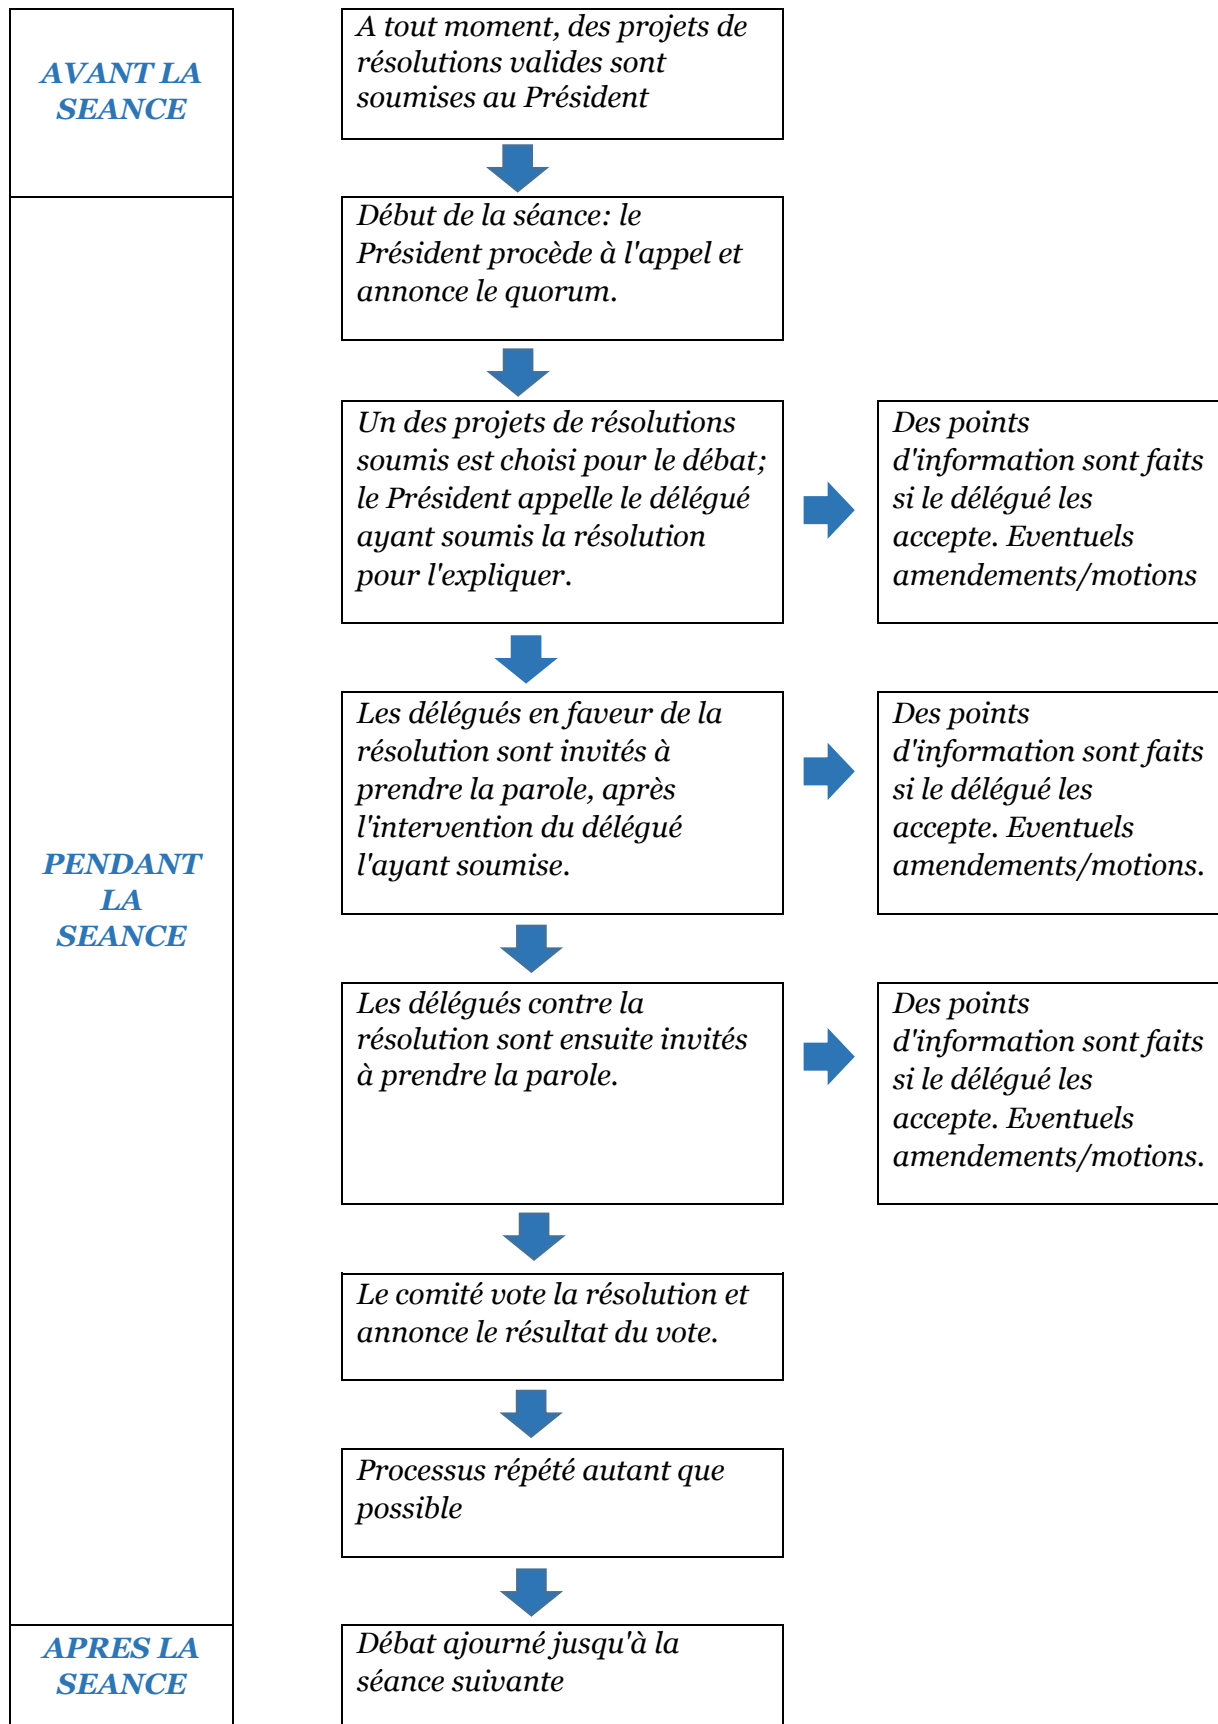 AVANT LA
SEANCE
A tout moment, des projets de
résolutions valides sont
soumises au Président
Début de la séance: le
Président procède à l'appel et
annonce le quorum.
Un des projets de résolutions
soumis est choisi pour le débat;
le Président appelle le délégué
ayant soumis la résolution
pour l'expliquer.
Des points
d'information sont faits
si le délégué les
accepte. Eventuels
amendements/motions
Les délégués en faveur de la
résolution sont invités à
prendre la parole, après
l'intervention du délégué
l'ayant soumise.
Des points
d'information sont faits
si le délégué les
accepte. Eventuels
amendements/motions.
PENDANT
LA
SEANCE
Les délégués contre la
résolution sont ensuite invités
à prendre la parole.
Des points
d'information sont faits
si le délégué les
accepte. Eventuels
amendements/motions.
Le comité vote la résolution et
annonce le résultat du vote.
Processus répété autant que
possible
APRES LA
SEANCE
Débat ajourné jusqu'à la
séance suivante